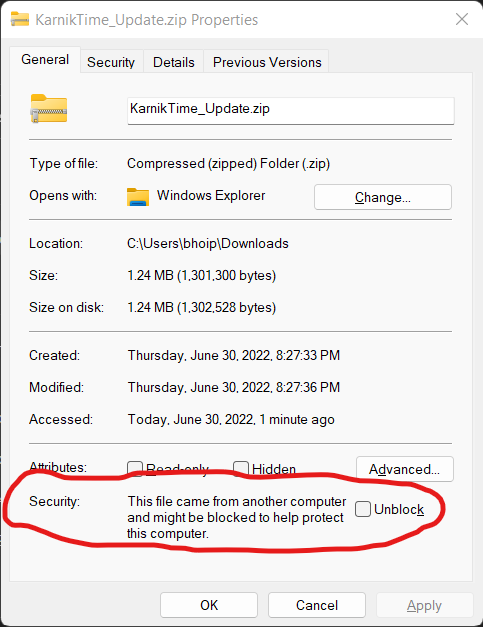 KarnikTime_Update.zip Properties
General Security Details Previous Versions
KarnikTime_Update.zip
Type of file: Compressed (zipped) Folder (.zip)
Opens with: Windows Explorer Change...
Location: C:\Users\bhoip\Downloads
Size: 1.24 MB (1,301,300 bytes)
Size on disk: 1.24 MB (1,302,528 bytes)
Created: Thursday, June 30, 2022, 8:27:33 PM
Modified: Thursday, June 30, 2022, 8:27:36 PM
Accessed: Today, June 30, 2022, 1 minute ago
Attributes: Read-only Hidden Advanced...
Security: This file came from another computer
and might be blocked to help protect
this computer.
Unblock
OK Cancel Apply